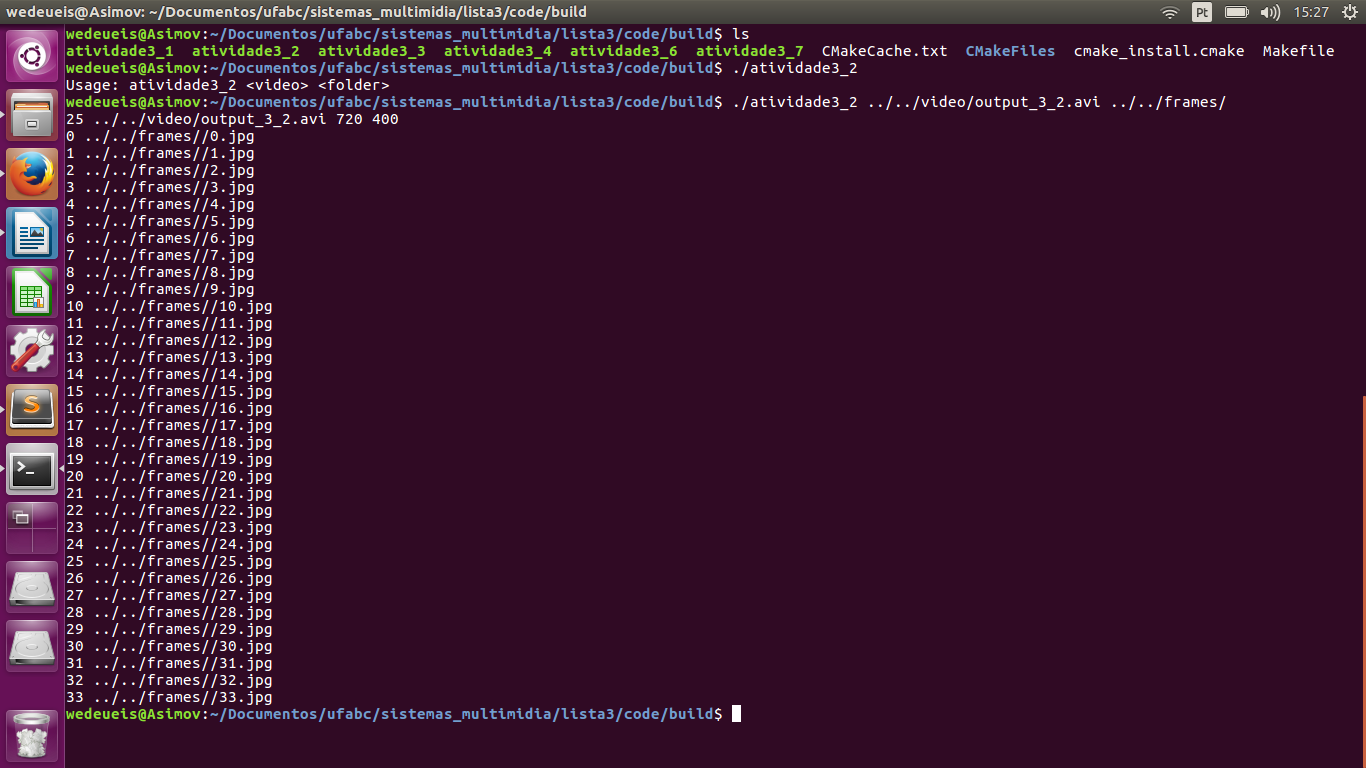 wedeueis@Asimov: ~/Documentos/ufabc/sistemas_multimidia/lista3/code/build Pt 15:27
wedeueis@Asimov:~/Documentos/ufabc/sistemas_multimidia/lista3/code/build$ ls
atividade3_1 atividade3_2 atividade3_3 atividade3_4 atividade3_6 atividade3_7 CMakeCache.txt CMakeFiles cmake_install.cmake Makefile
wedeueis@Asimov:~/Documentos/ufabc/sistemas_multimidia/lista3/code/build$ ./atividade3_2
Usage: atividade3_2 <video> <folder>
wedeueis@Asimov:~/Documentos/ufabc/sistemas_multimidia/lista3/code/build$ ./atividade3_2 ../../video/output_3_2.avi ../../frames/
25 ../../video/output_3_2.avi 720 400
0 ../../frames//0.jpg
1 ../../frames//1.jpg
2 ../../frames//2.jpg
3 ../../frames//3.jpg
4 ../../frames//4.jpg
5 ../../frames//5.jpg
6 ../../frames//6.jpg
7 ../../frames//7.jpg
8 ../../frames//8.jpg
9 ../../frames//9.jpg
10 ../../frames//10.jpg
11 ../../frames//11.jpg
12 ../../frames//12.jpg
13 ../../frames//13.jpg
14 ../../frames//14.jpg
15 ../../frames//15.jpg
16 ../../frames//16.jpg
17 ../../frames//17.jpg
18 ../../frames//18.jpg
19 ../../frames//19.jpg
20 ../../frames//20.jpg
21 ../../frames//21.jpg
22 ../../frames//22.jpg
23 ../../frames//23.jpg
24 ../../frames//24.jpg
25 ../../frames//25.jpg
26 ../../frames//26.jpg
27 ../../frames//27.jpg
28 ../../frames//28.jpg
29 ../../frames//29.jpg
30 ../../frames//30.jpg
31 ../../frames//31.jpg
32 ../../frames//32.jpg
33 ../../frames//33.jpg
wedeueis@Asimov:~/Documentos/ufabc/sistemas_multimidia/lista3/code/build$